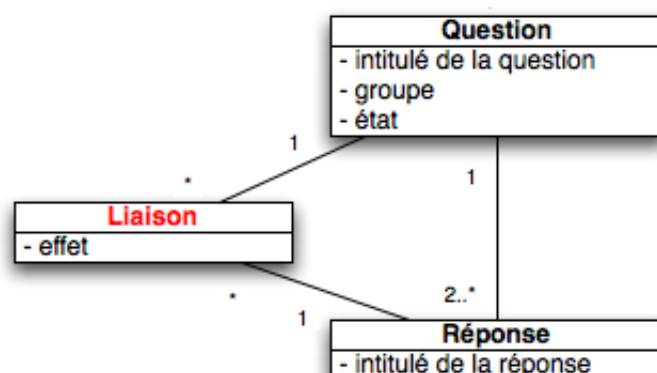 Question
- intitulé de la question
- groupe
- état
1
*
1
Liaison
- effet
*
1
2..*
Réponse
- intitulé de la réponse